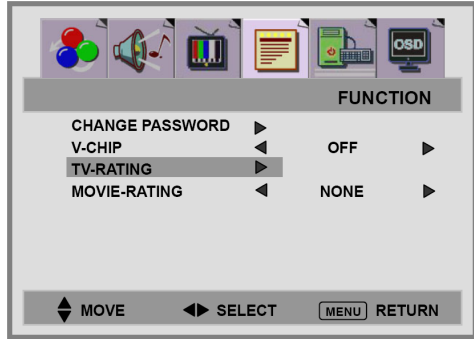 OSD
FUNCTION
CHANGE PASSWORD
V-CHIP OFF
TV-RATING
MOVIE-RATING NONE
MOVE SELECT MENU RETURN